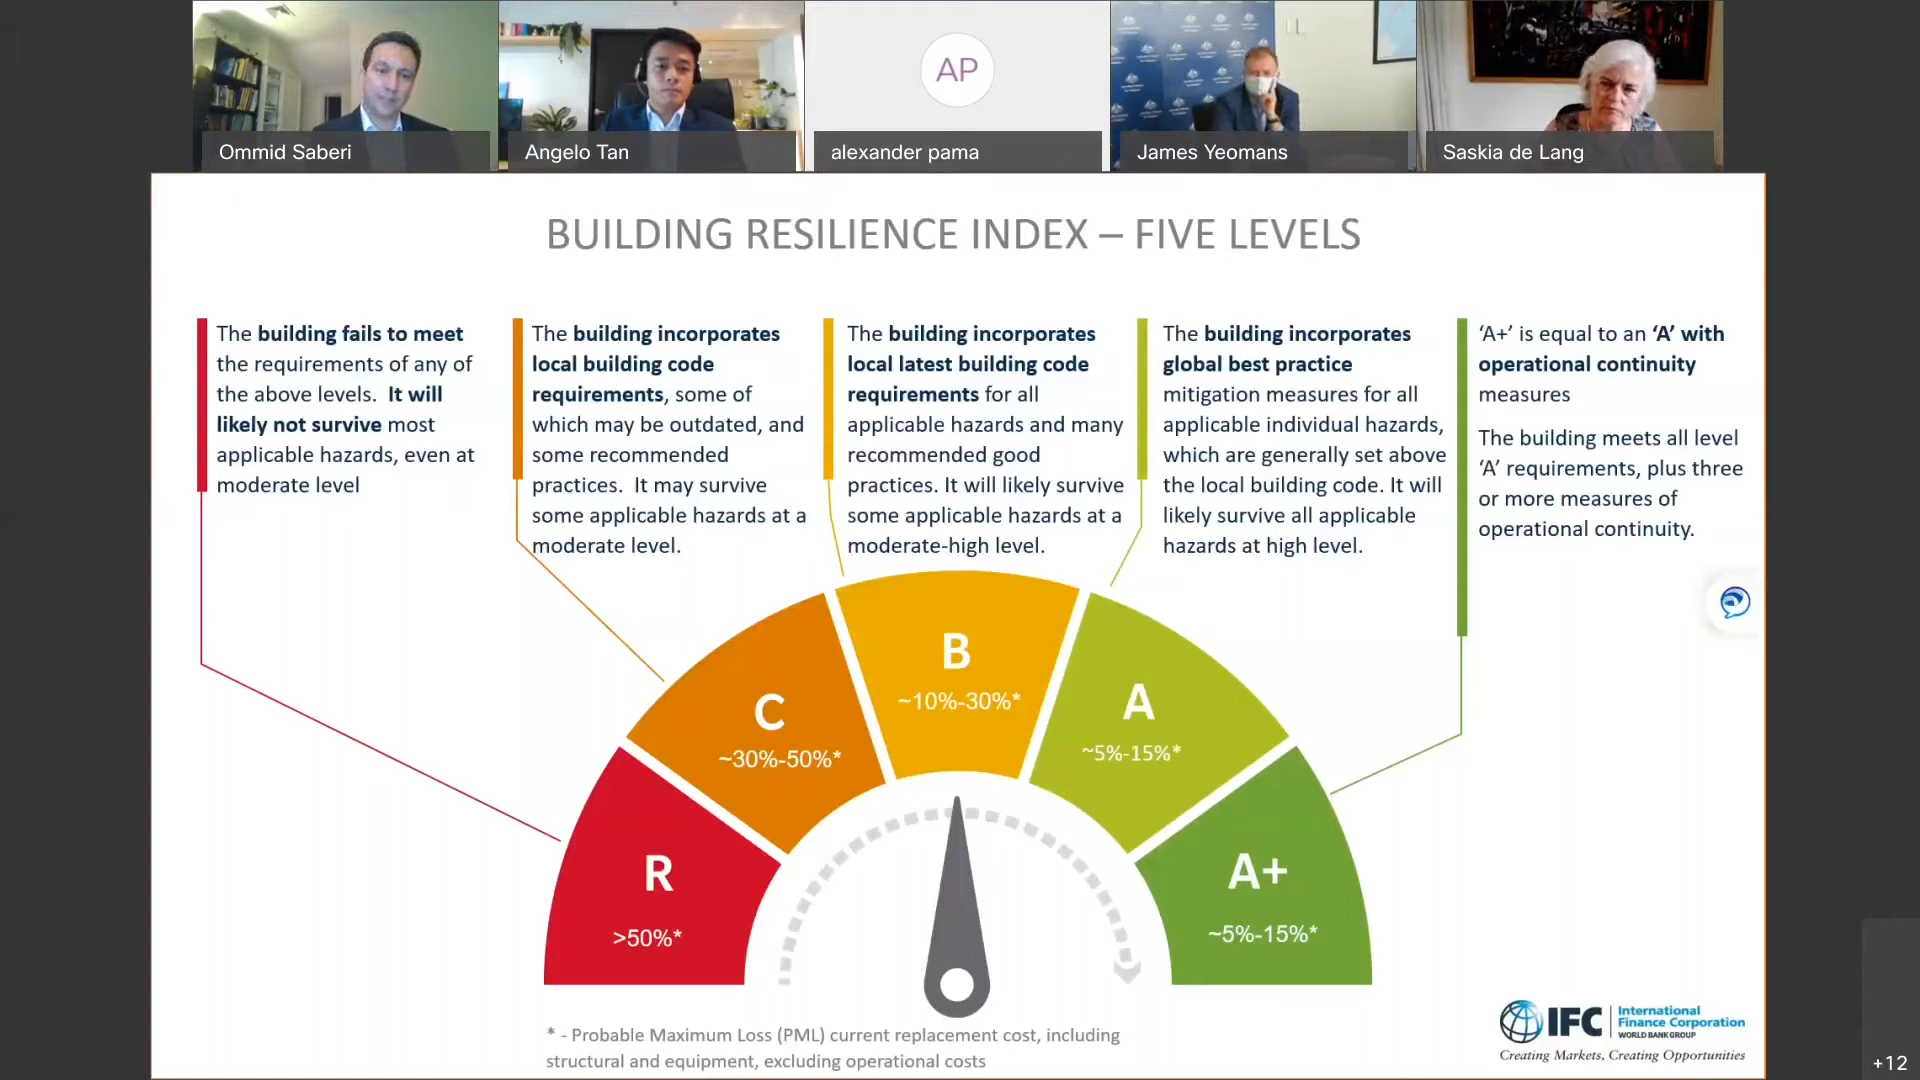 Ommid Saberi
Angelo Tan
AP
alexander pama
James Yeomans
Saskia de Lang
BUILDING RESILIENCE INDEX – FIVE LEVELS
The building fails to meet
the requirements of any of
the above levels. It will
likely not survive most
applicable hazards, even at
moderate level
The building incorporates
local building code
requirements, some of
which may be outdated, and
some recommended
practices. It may survive
some applicable hazards at a
moderate level.
The building incorporates
local latest building code
requirements for all
applicable hazards and many
recommended good
practices. It will likely survive
some applicable hazards at a
moderate-high level.
The building incorporates
global best practice
mitigation measures for all
applicable individual hazards,
which are generally set above
the local building code. It will
likely survive all applicable
hazards at high level.
‘A+’ is equal to an ‘A’ with
operational continuity
measures
The building meets all level
‘A’ requirements, plus three
or more measures of
operational continuity.
R
>50%*
C
~30%-50%*
B
~10%-30%*
A
~5%-15%*
A+
~5%-15%*
* - Probable Maximum Loss (PML) current replacement cost, including
structural and equipment, excluding operational costs
IFC
International
Finance Corporation
WORLD BANK GROUP
Creating Markets, Creating Opportunities
+12